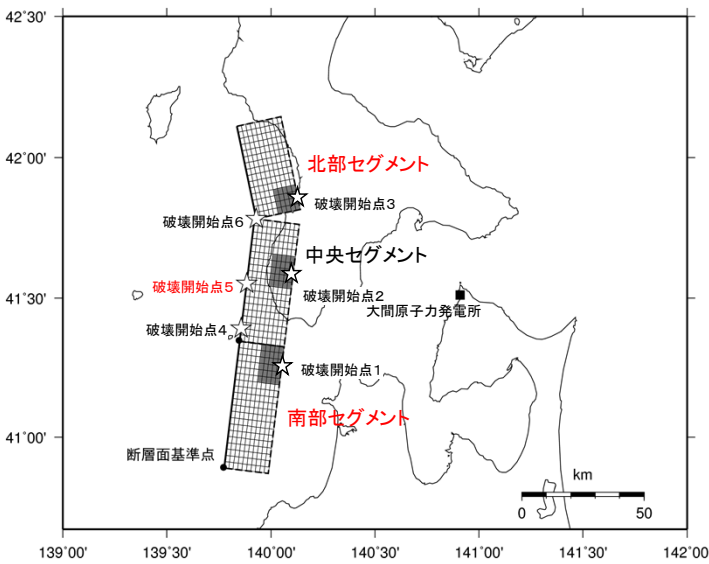 42°30'
42°00'
北部セグメント
破壊開始点3
破壊開始点6
中央セグメント
41°30'
破壊開始点5
破壊開始点2
大間原子力発電所
破壊開始点4
破壊開始点1
南部セグメント
41°00'
断層面基準点
km
0 50
139°00' 139°30' 140°00' 140°30' 141°00' 141°30' 142°00'